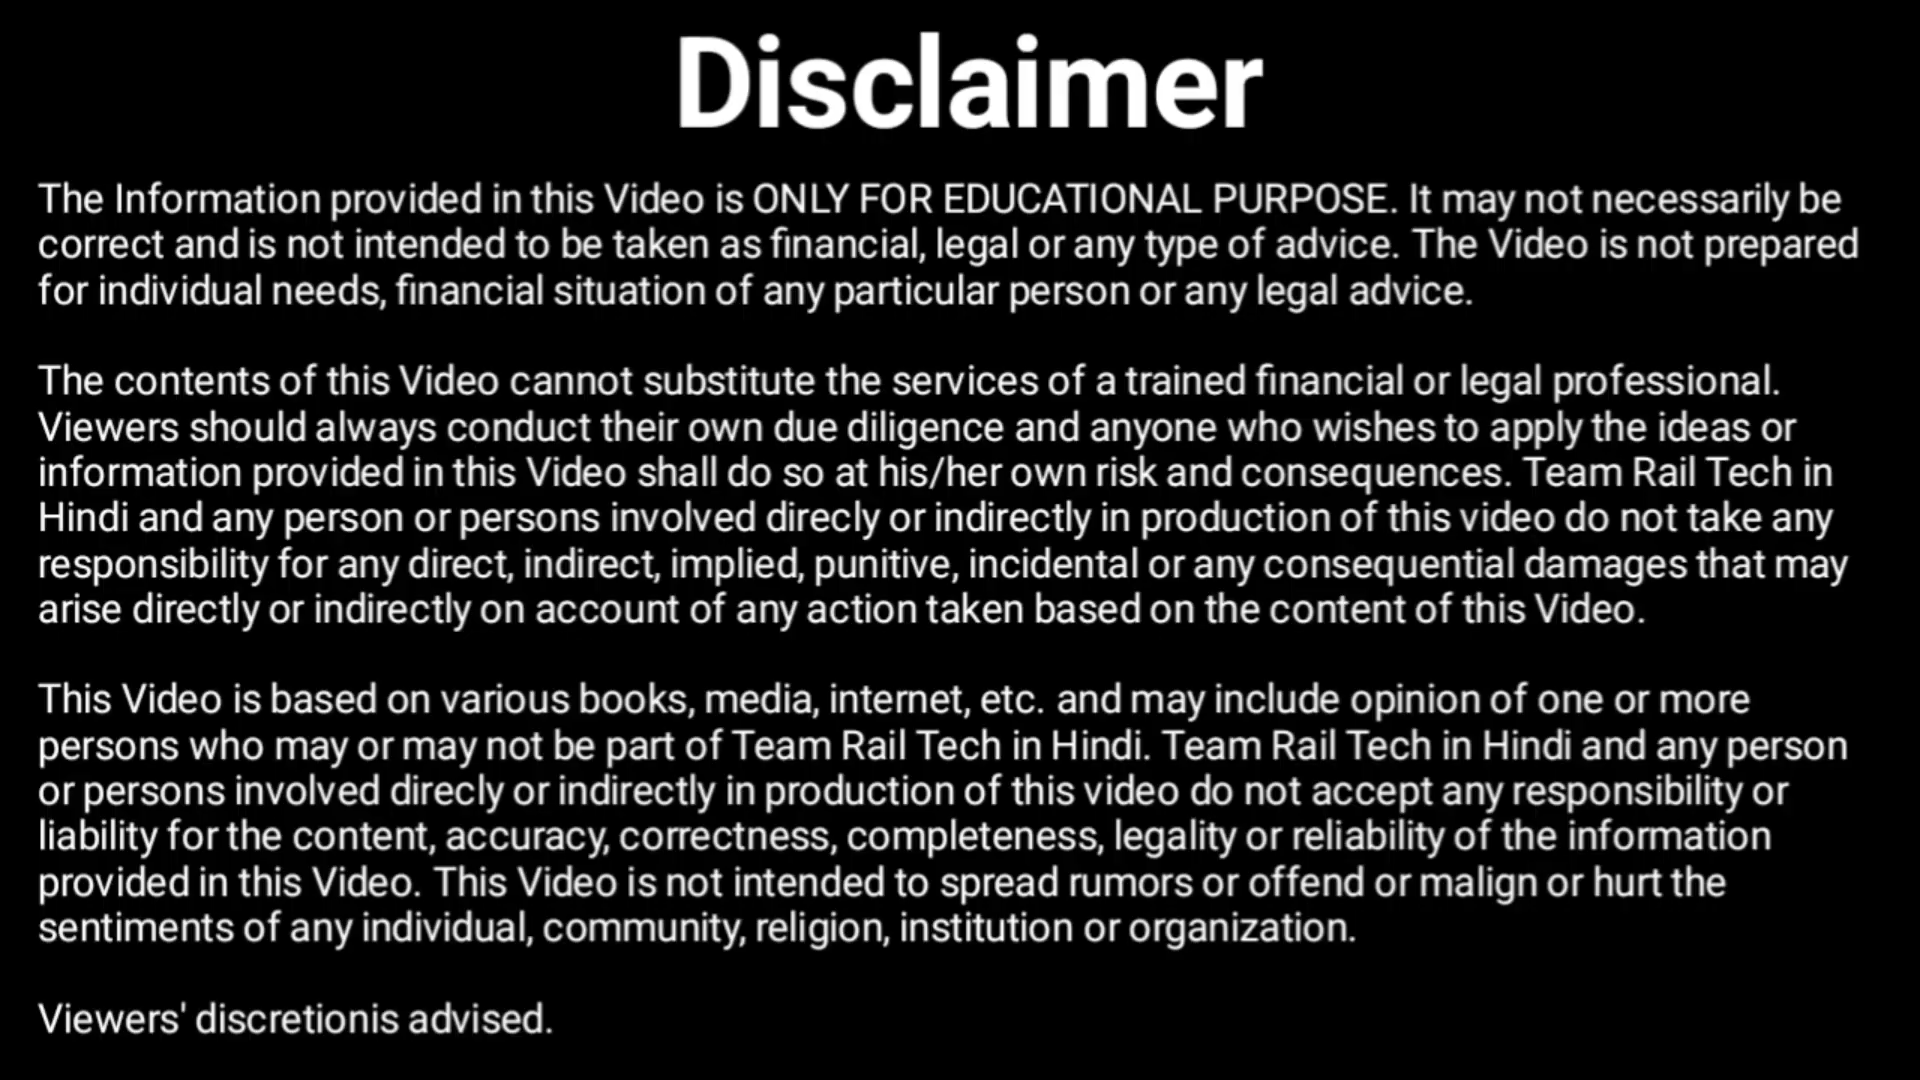 Disclaimer
The Information provided in this Video is ONLY FOR EDUCATIONAL PURPOSE. It may not necessarily be
correct and is not intended to be taken as financial, legal or any type of advice. The Video is not prepared
for individual needs, financial situation of any particular person or any legal advice.
The contents of this Video cannot substitute the services of a trained financial or legal professional.
Viewers should always conduct their own due diligence and anyone who wishes to apply the ideas or
information provided in this Video shall do so at his/her own risk and consequences. Team Rail Tech in
Hindi and any person or persons involved direcly or indirectly in production of this video do not take any
responsibility for any direct, indirect, implied, punitive, incidental or any consequential damages that may
arise directly or indirectly on account of any action taken based on the content of this Video.
This Video is based on various books, media, internet, etc. and may include opinion of one or more
persons who may or may not be part of Team Rail Tech in Hindi. Team Rail Tech in Hindi and any person
or persons involved direcly or indirectly in production of this video do not accept any responsibility or
liability for the content, accuracy, correctness, completeness, legality or reliability of the information
provided in this Video. This Video is not intended to spread rumors or offend or malign or hurt the
sentiments of any individual, community, religion, institution or organization.
Viewers' discretionis advised.